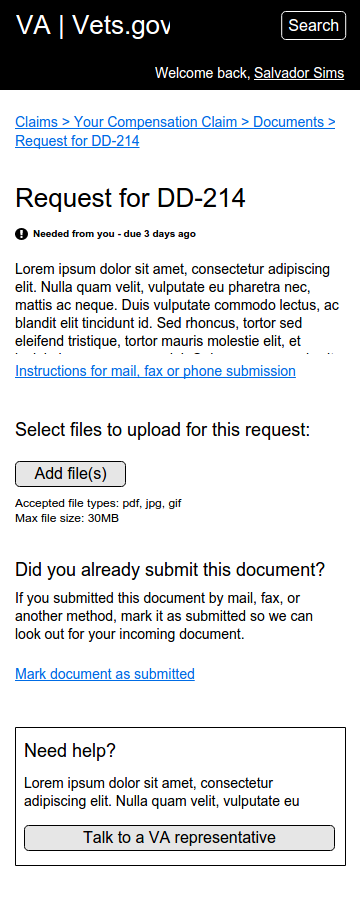 VA | Vets.gov
Search
Welcome back, Salvador Sims
Claims > Your Compensation Claim > Documents >
Request for DD-214
Request for DD-214
Needed from you - due 3 days ago
Lorem ipsum dolor sit amet, consectetur adipiscing
elit. Nulla quam velit, vulputate eu pharetra nec,
mattis ac neque. Duis vulputate commodo lectus, ac
blandit elit tincidunt id. Sed rhoncus, tortor sed
eleifend tristique, tortor mauris molestie elit, et
Instructions for mail, fax or phone submission
Select files to upload for this request:
Add file(s)
Accepted file types: pdf, jpg, gif
Max file size: 30MB
Did you already submit this document?
If you submitted this document by mail, fax, or
another method, mark it as submitted so we can
look out for your incoming document.
Mark document as submitted
Need help?
Lorem ipsum dolor sit amet, consectetur
adipiscing elit. Nulla quam velit, vulputate eu
Talk to a VA representative